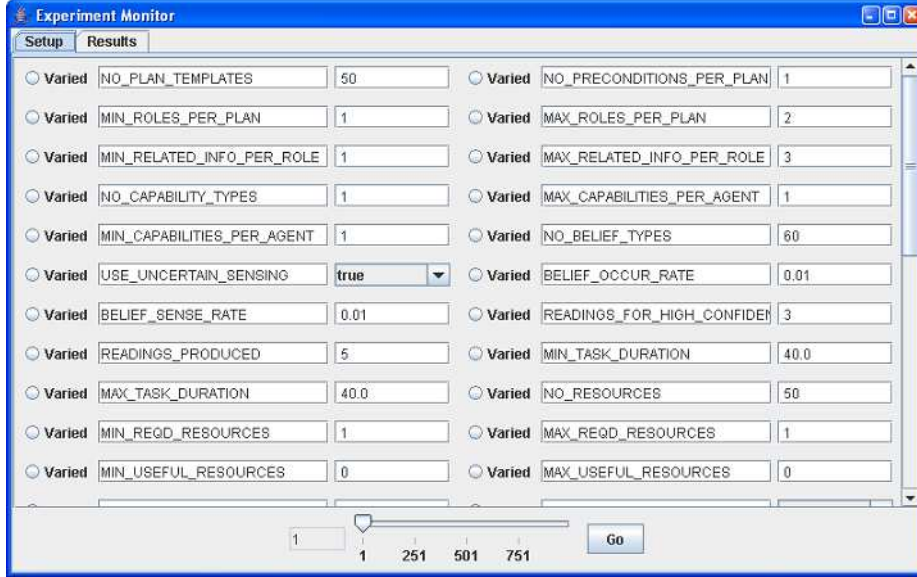 Experiment Monitor
Setup Results
Varied NO_PLAN_TEMPLATES 50 Varied NO_PRECONDITIONS_PER_PLAN 1
Varied MIN_ROLES_PER_PLAN 1 Varied MAX_ROLES_PER_PLAN 2
Varied MIN_RELATED_INFO_PER_ROLE 1 Varied MAX_RELATED_INFO_PER_ROLE 3
Varied NO_CAPABILITY_TYPES 1 Varied MAX_CAPABILITIES_PER_AGENT 1
Varied MIN_CAPABILITIES_PER_AGENT 1 Varied NO_BELIEF_TYPES 60
Varied USE_UNCERTAIN_SENSING true Varied BELIEF_OCCUR_RATE 0.01
Varied BELIEF_SENSE_RATE 0.01 Varied READINGS_FOR_HIGH_CONFIDEN 3
Varied READINGS_PRODUCED 5 Varied MIN_TASK_DURATION 40.0
Varied MAX_TASK_DURATION 40.0 Varied NO_RESOURCES 50
Varied MIN_REQD_RESOURCES 1 Varied MAX_REQD_RESOURCES 1
Varied MIN_USEFUL_RESOURCES 0 Varied MAX_USEFUL_RESOURCES 0
1 Go
1 251 501 751